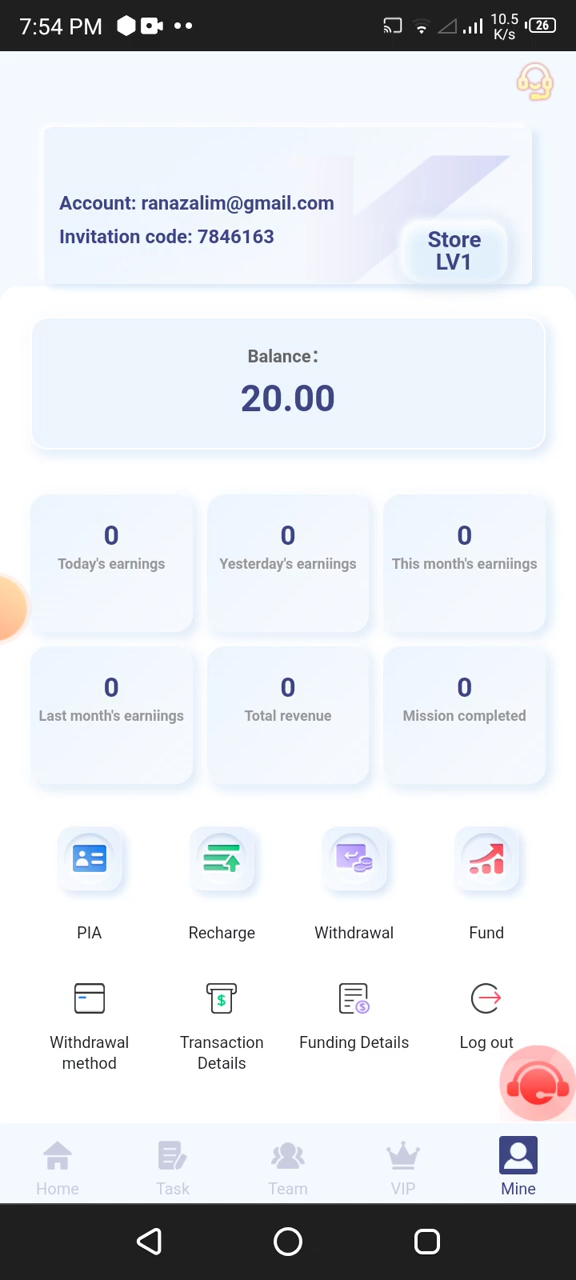 7:54 PM
10.5
K/s
26
Account: ranazalim@gmail.com
Invitation code: 7846163
Store
LV1
Balance：
20.00
0
Today's earnings
0
Yesterday's earniings
0
This month's earniings
0
Last month's earniings
0
Total revenue
0
Mission completed
PIA
Recharge
Withdrawal
Fund
Withdrawal
method
Transaction
Details
Funding Details
Log out
Home
Task
Team
VIP
Mine